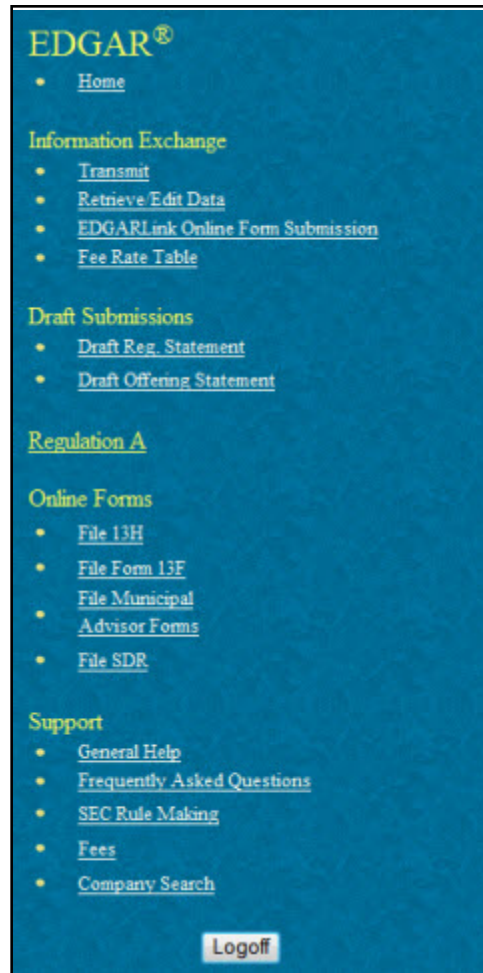 EDGAR®
Home
Information Exchange
Transmit
Retrieve/Edit Data
EDGARLink Online Form Submission
Fee Rate Table
Draft Submissions
Draft Reg. Statement
Draft Offering Statement
Regulation A
Online Forms
File 13H
File Form 13F
File Municipal
Advisor Forms
File SDR
Support
General Help
Frequently Asked Questions
SEC Rule Making
Fees
Company Search
Logoff